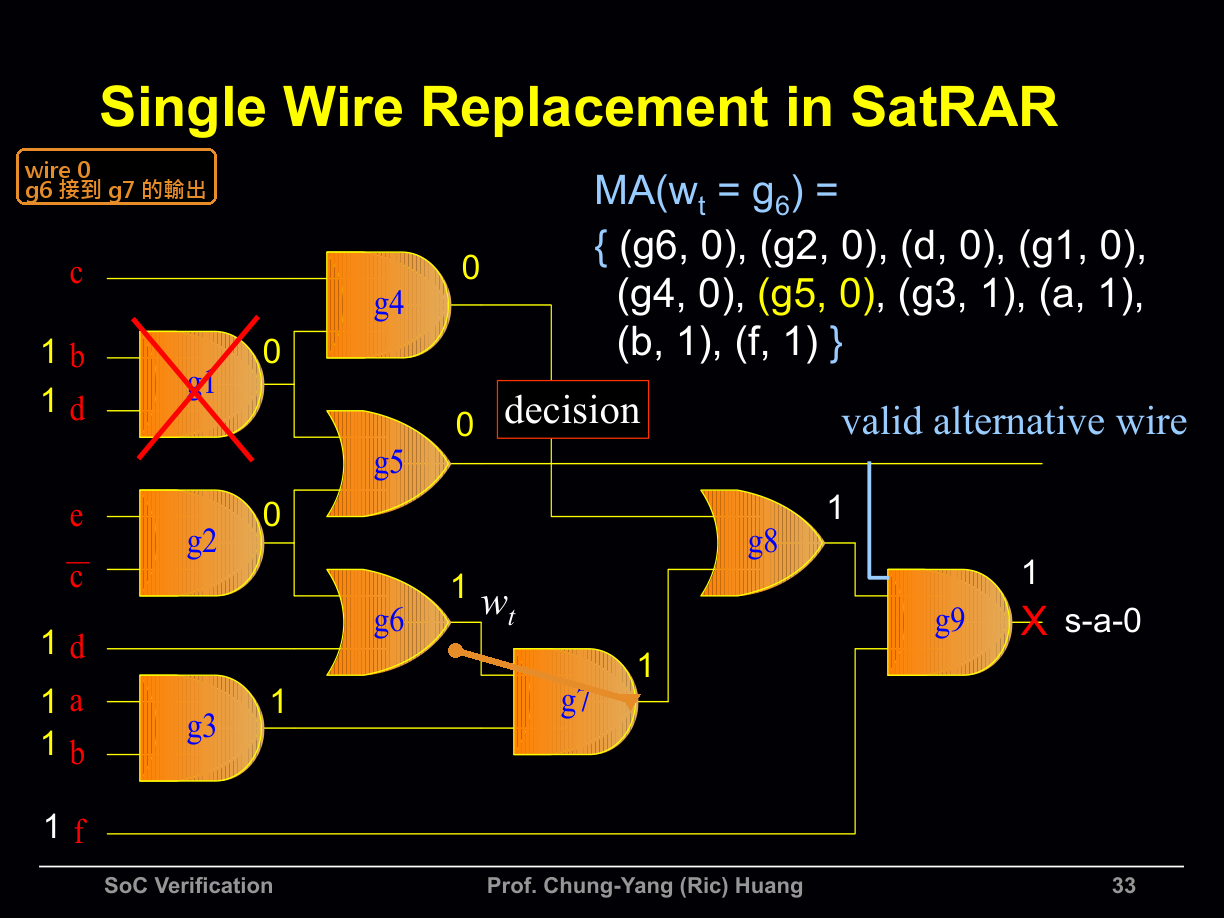 Single Wire Replacement in SatRAR
wire 0
g6 接到 g7 的輸出
MA(wt = g6) =
{ (g6, 0), (g2, 0), (d, 0), (g1, 0),
(g4, 0), (g5, 0), (g3, 1), (a, 1),
(b, 1), (f, 1) }
c
g4
0
1 b
0
g1
1 d
decision
valid alternative wire
0
g5
e
0
g2
c̅
g8
1
1
g6
1
wt
g9
1
X s-a-0
1 d
1 a
g3
1
g7
1
1 b
1 f
SoC Verification
Prof. Chung-Yang (Ric) Huang
33